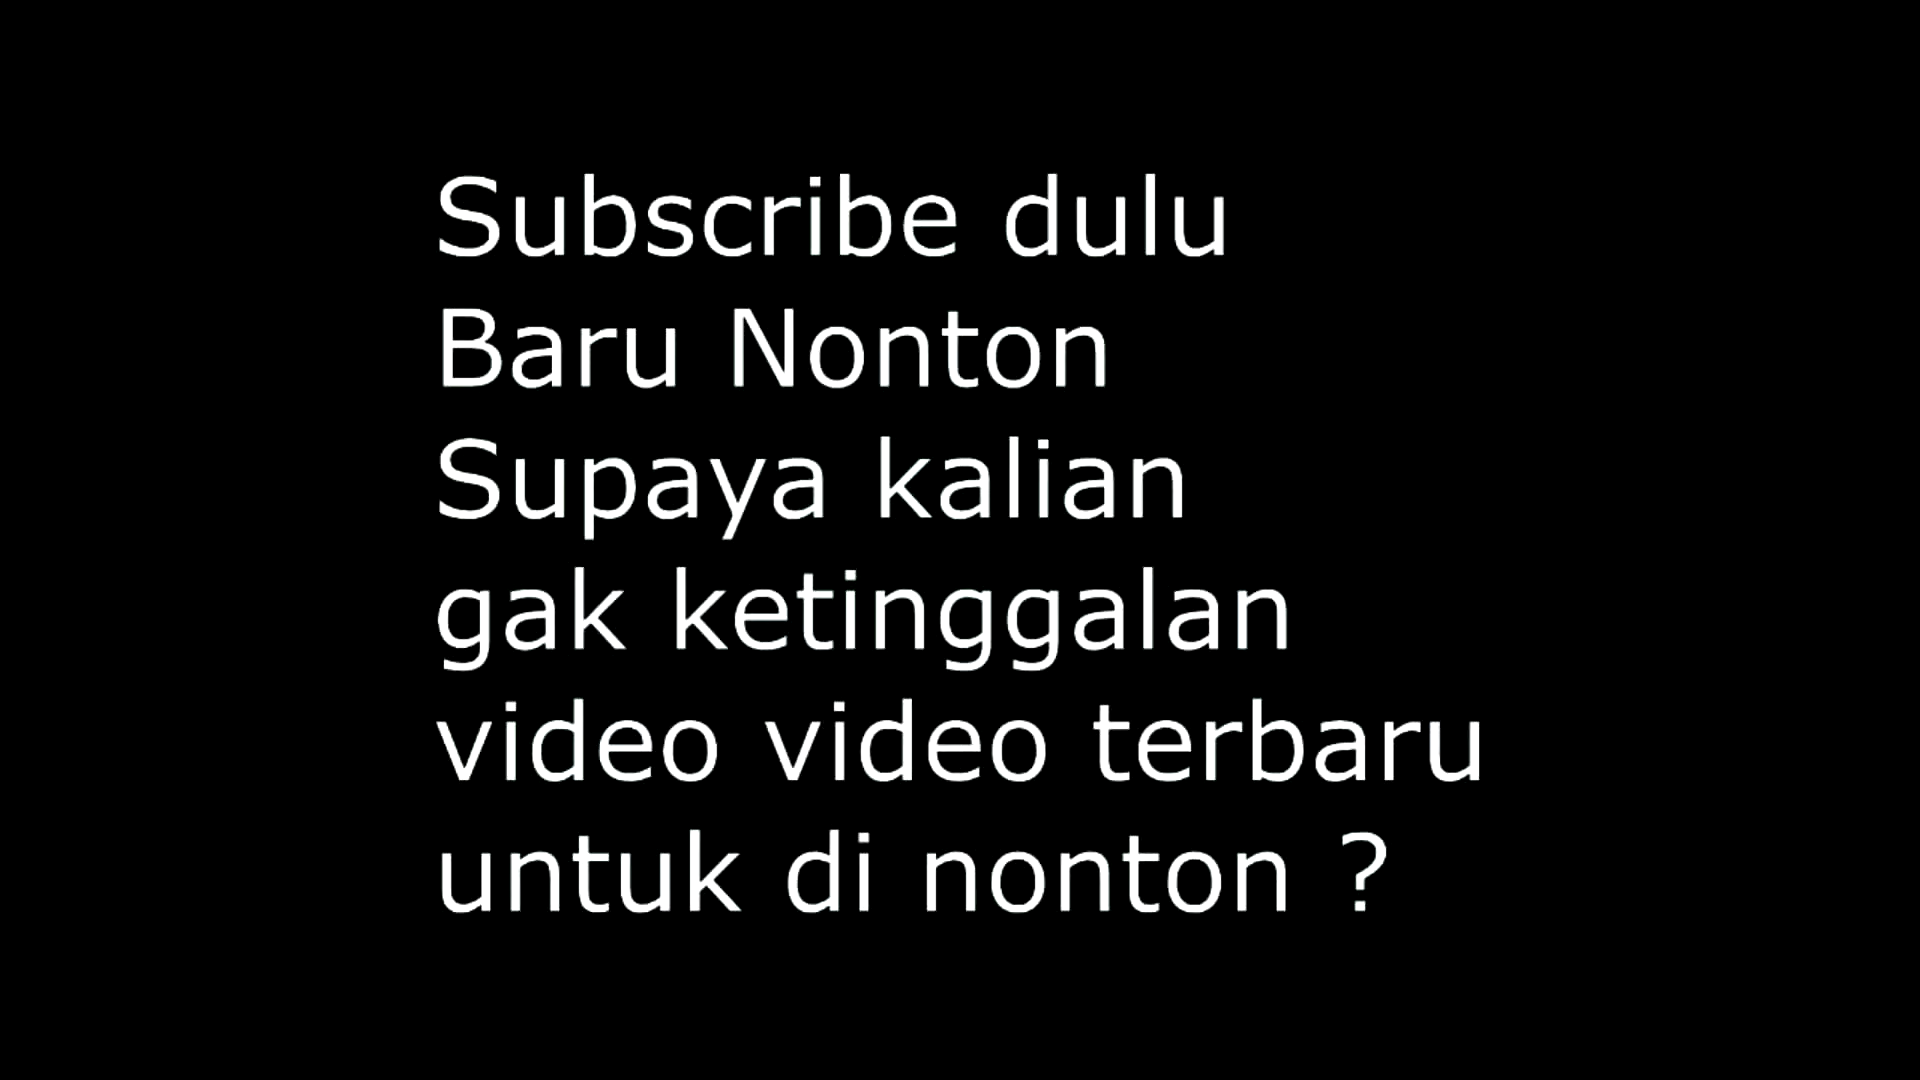 Subscribe dulu
Baru Nonton
Supaya kalian
gak ketinggalan
video video terbaru
untuk di nonton ?